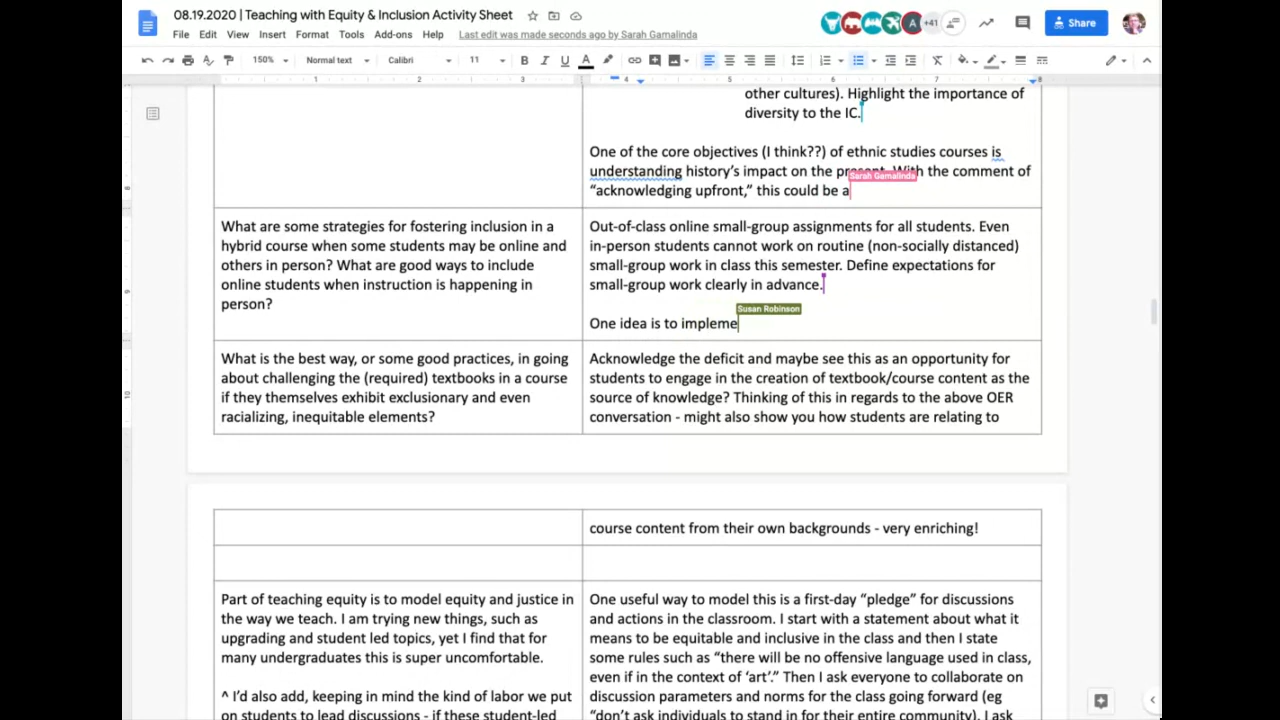 08.19.2020 | Teaching with Equity & Inclusion Activity Sheet
File Edit View Insert Format Tools Add-ons Help Last edit was made seconds ago by Sarah Gamalinda
A +41 Share
150% Normal text Calibri 11 B I U A
1 2 3 4 5 6 7 8
other cultures). Highlight the importance of
diversity to the IC.
One of the core objectives (I think??) of ethnic studies courses is
understanding history's impact on the present. With the comment of
Sarah Gamalinda
"acknowledging upfront," this could be a
What are some strategies for fostering inclusion in a
hybrid course when some students may be online and
others in person? What are good ways to include
online students when instruction is happening in
person?
Out-of-class online small-group assignments for all students. Even
in-person students cannot work on routine (non-socially distanced)
small-group work in class this semester. Define expectations for
small-group work clearly in advance.
Susan Robinson
One idea is to impleme
What is the best way, or some good practices, in going
about challenging the (required) textbooks in a course
if they themselves exhibit exclusionary and even
racializing, inequitable elements?
Acknowledge the deficit and maybe see this as an opportunity for
students to engage in the creation of textbook/course content as the
source of knowledge? Thinking of this in regards to the above OER
conversation - might also show you how students are relating to
course content from their own backgrounds - very enriching!
Part of teaching equity is to model equity and justice in
the way we teach. I am trying new things, such as
upgrading and student led topics, yet I find that for
many undergraduates this is super uncomfortable.
^ I'd also add, keeping in mind the kind of labor we put
on students to lead discussions - if these student-led
One useful way to model this is a first-day "pledge" for discussions
and actions in the classroom. I start with a statement about what it
means to be equitable and inclusive in the class and then I state
some rules such as "there will be no offensive language used in class,
even if in the context of 'art'." Then I ask everyone to collaborate on
discussion parameters and norms for the class going forward (eg
"don't ask individuals to stand in for their entire community). I ask